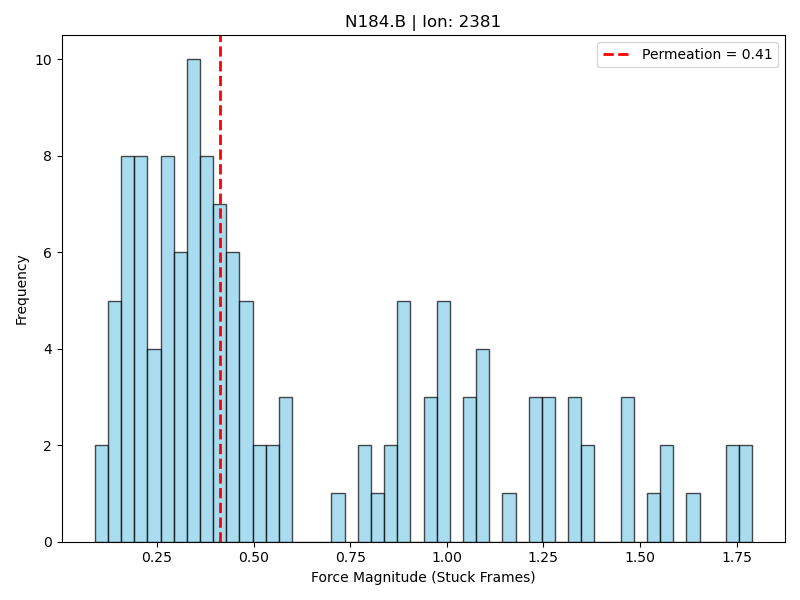 N184.B | Ion: 2381
Permeation = 0.41
Frequency
10
8
6
4
2
0
0.25 0.50 0.75 1.00 1.25 1.50 1.75
Force Magnitude (Stuck Frames)